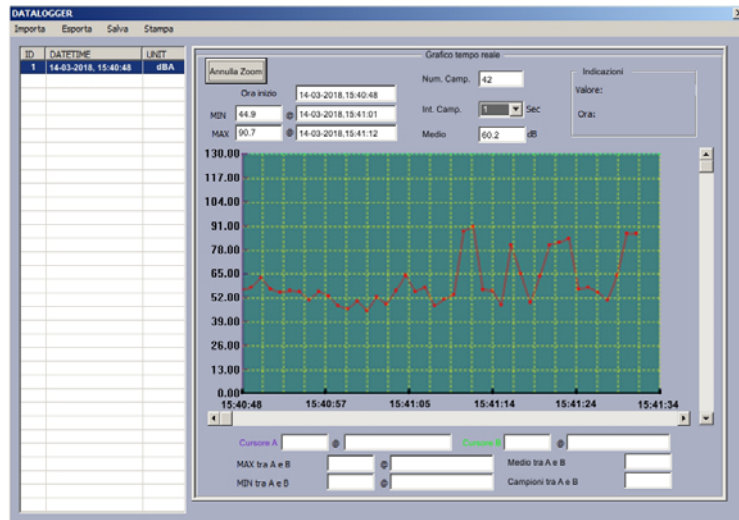 DATALOGGER
Importa Esporta Salva Stampa
ID DATETIME UNIT
1 14-03-2018, 15:40:48 dBA
Grafico tempo reale
Annulla Zoom
Num. Camp. 42
Indicazioni
Valore:
Ora inizio 14-03-2018,15:40:48
MIN 44.9 @ 14-03-2018,15:41:01
Int. Camp. 1 Sec
Ora:
MAX 90.7 @ 14-03-2018,15:41:12
Medio 60.2 dB
130.00
117.00
104.00
91.00
78.00
65.00
52.00
39.00
26.00
13.00
0.00
15:40:48 15:40:57 15:41:05 15:41:14 15:41:24 15:41:34
Cursore A @ Cursore B @
MAX tra A e B @ Medio tra A e B
MIN tra A e B @ Campioni tra A e B